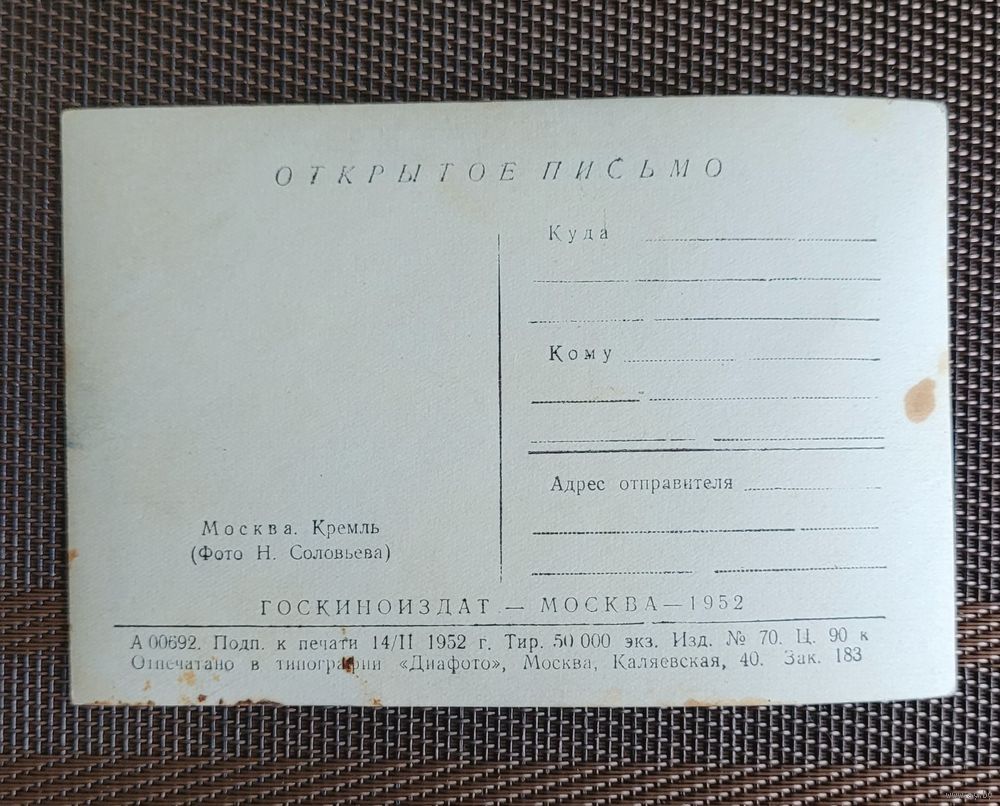 ОТКРЫТОЕ ПИСЬМО
Куда
Кому
Адрес отправителя
Москва. Кремль
(Фото Н. Соловьева)
ГОСКИНОИЗДАТ — МОСКВА — 1952
А 00692. Подп. к печати 14/II 1952 г. Тир. 50 000 экз. Изд. № 70. Ц. 90 к
Отпечатано в типографии «Диафото», Москва, Каляевская, 40. Зак. 183